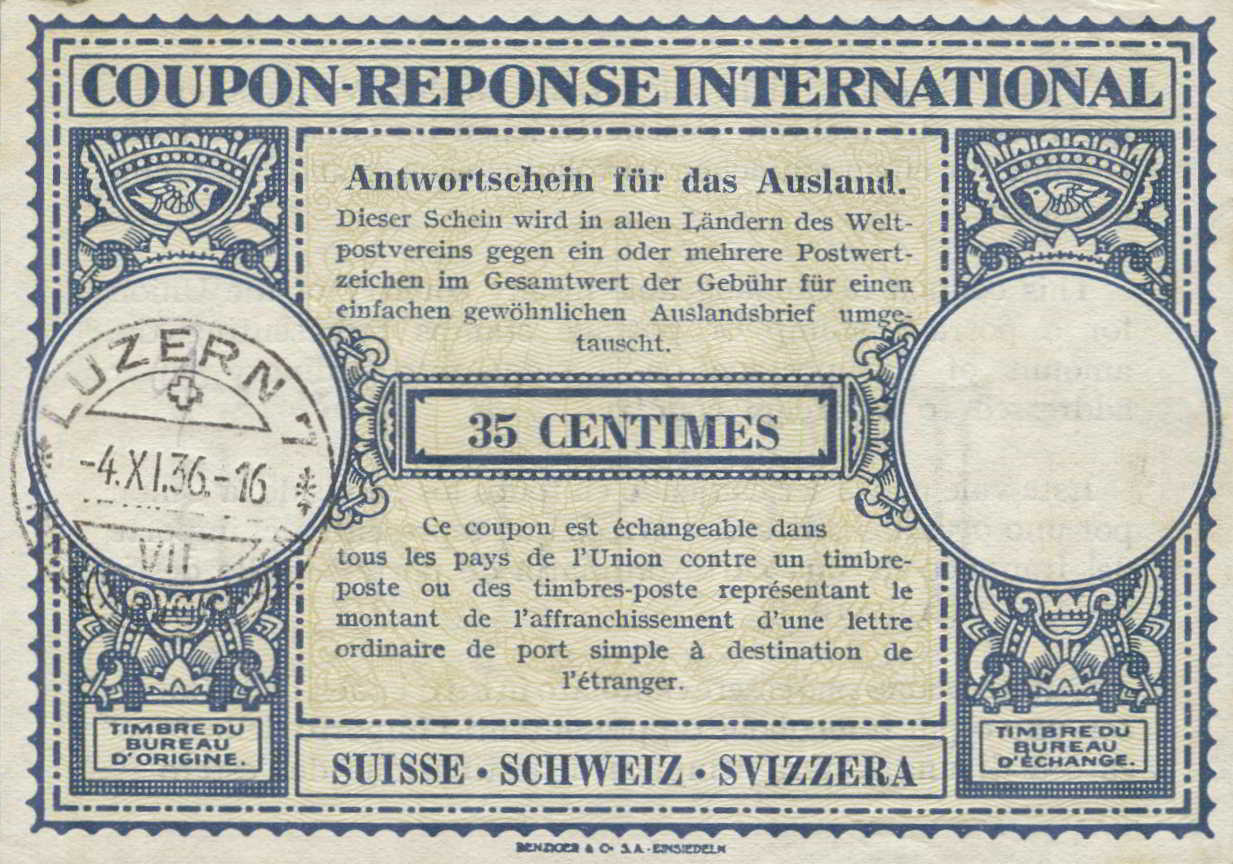 COUPON-REPONSE INTERNATIONAL
Antwortschein für das Ausland.
Dieser Schein wird in allen Ländern des Welt-
postvereins gegen ein oder mehrere Postwert-
zeichen im Gesamtwert der Gebühr für einen
einfachen gewöhnlichen Auslandsbrief umge-
tauscht.
35 CENTIMES
Ce coupon est échangeable dans
tous les pays de l'Union contre un timbre-
poste ou des timbres-poste représentant le
montant de l'affranchissement d'une lettre
ordinaire de port simple à destination de
l'étranger.
LUZERN 7
-4.XI.36.-16
VII
TIMBRE DU
BUREAU
D'ORIGINE.
SUISSE • SCHWEIZ • SVIZZERA
TIMBRE DU
BUREAU
D'ÉCHANGE.
BENZIGER & Co S.A.-EINSIEDELN